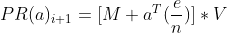 PR(a)_{i+1} = [M + a^T(\frac{e}{n})] * V